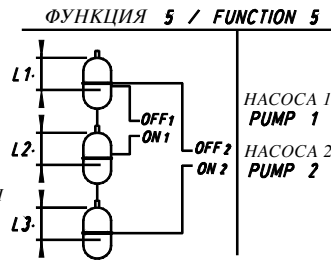 ФУНКЦИЯ 5 / FUNCTION 5
L1.
OFF1
ON1
L2.
OFF2
ON2
L3.
НАСОСА 1
PUMP 1
НАСОСА 2
PUMP 2